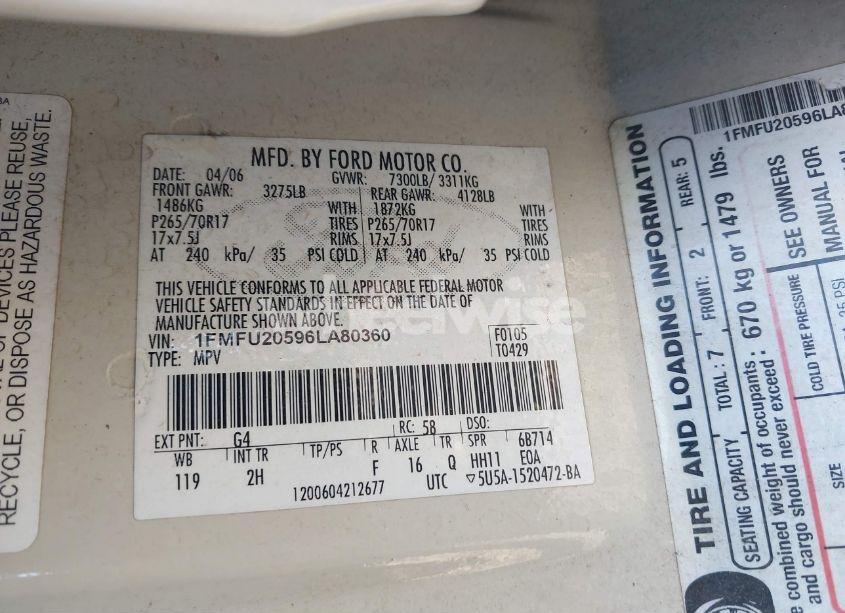 MFD. BY FORD MOTOR CO.
DATE: 04/06 GVWR: 7300LB/ 3311KG
FRONT GAWR: 3275LB REAR GAWR: 4128LB
1486KG WITH 1872KG WITH
P265/70R17 TIRES P265/70R17 TIRES
17x7.5J RIMS 17x7.5J RIMS
AT 240 kPa/ 35 PSI COLD AT 240 kPa/ 35 PSI COLD
THIS VEHICLE CONFORMS TO ALL APPLICABLE FEDERAL MOTOR
VEHICLE SAFETY STANDARDS IN EFFECT ON THE DATE OF
MANUFACTURE SHOWN ABOVE.
VIN: 1FMFU20596LA80360 F0105
TYPE: MPV T0429
EXT PNT: G4 RC: 58 DSO:
WB INT TR TP/PS R AXLE TR SPR 6B714
119 2H F 16 Q HH11 EOA
1200604212677 UTC ▽5U5A-1520472-BA
DEVICES PLEASE REUSE,
RECYCLE, OR DISPOSE AS HAZARDOUS WASTE.
1FMFU20596LA8
TIRE AND LOADING INFORMATION
SEATING CAPACITY TOTAL: 7 FRONT: 2 REAR: 5
combined weight of occupants : 670 kg or 1479 lbs.
and cargo should never exceed :
SIZE
COLD TIRE PRESSURE
SEE OWNERS
MANUAL FOR